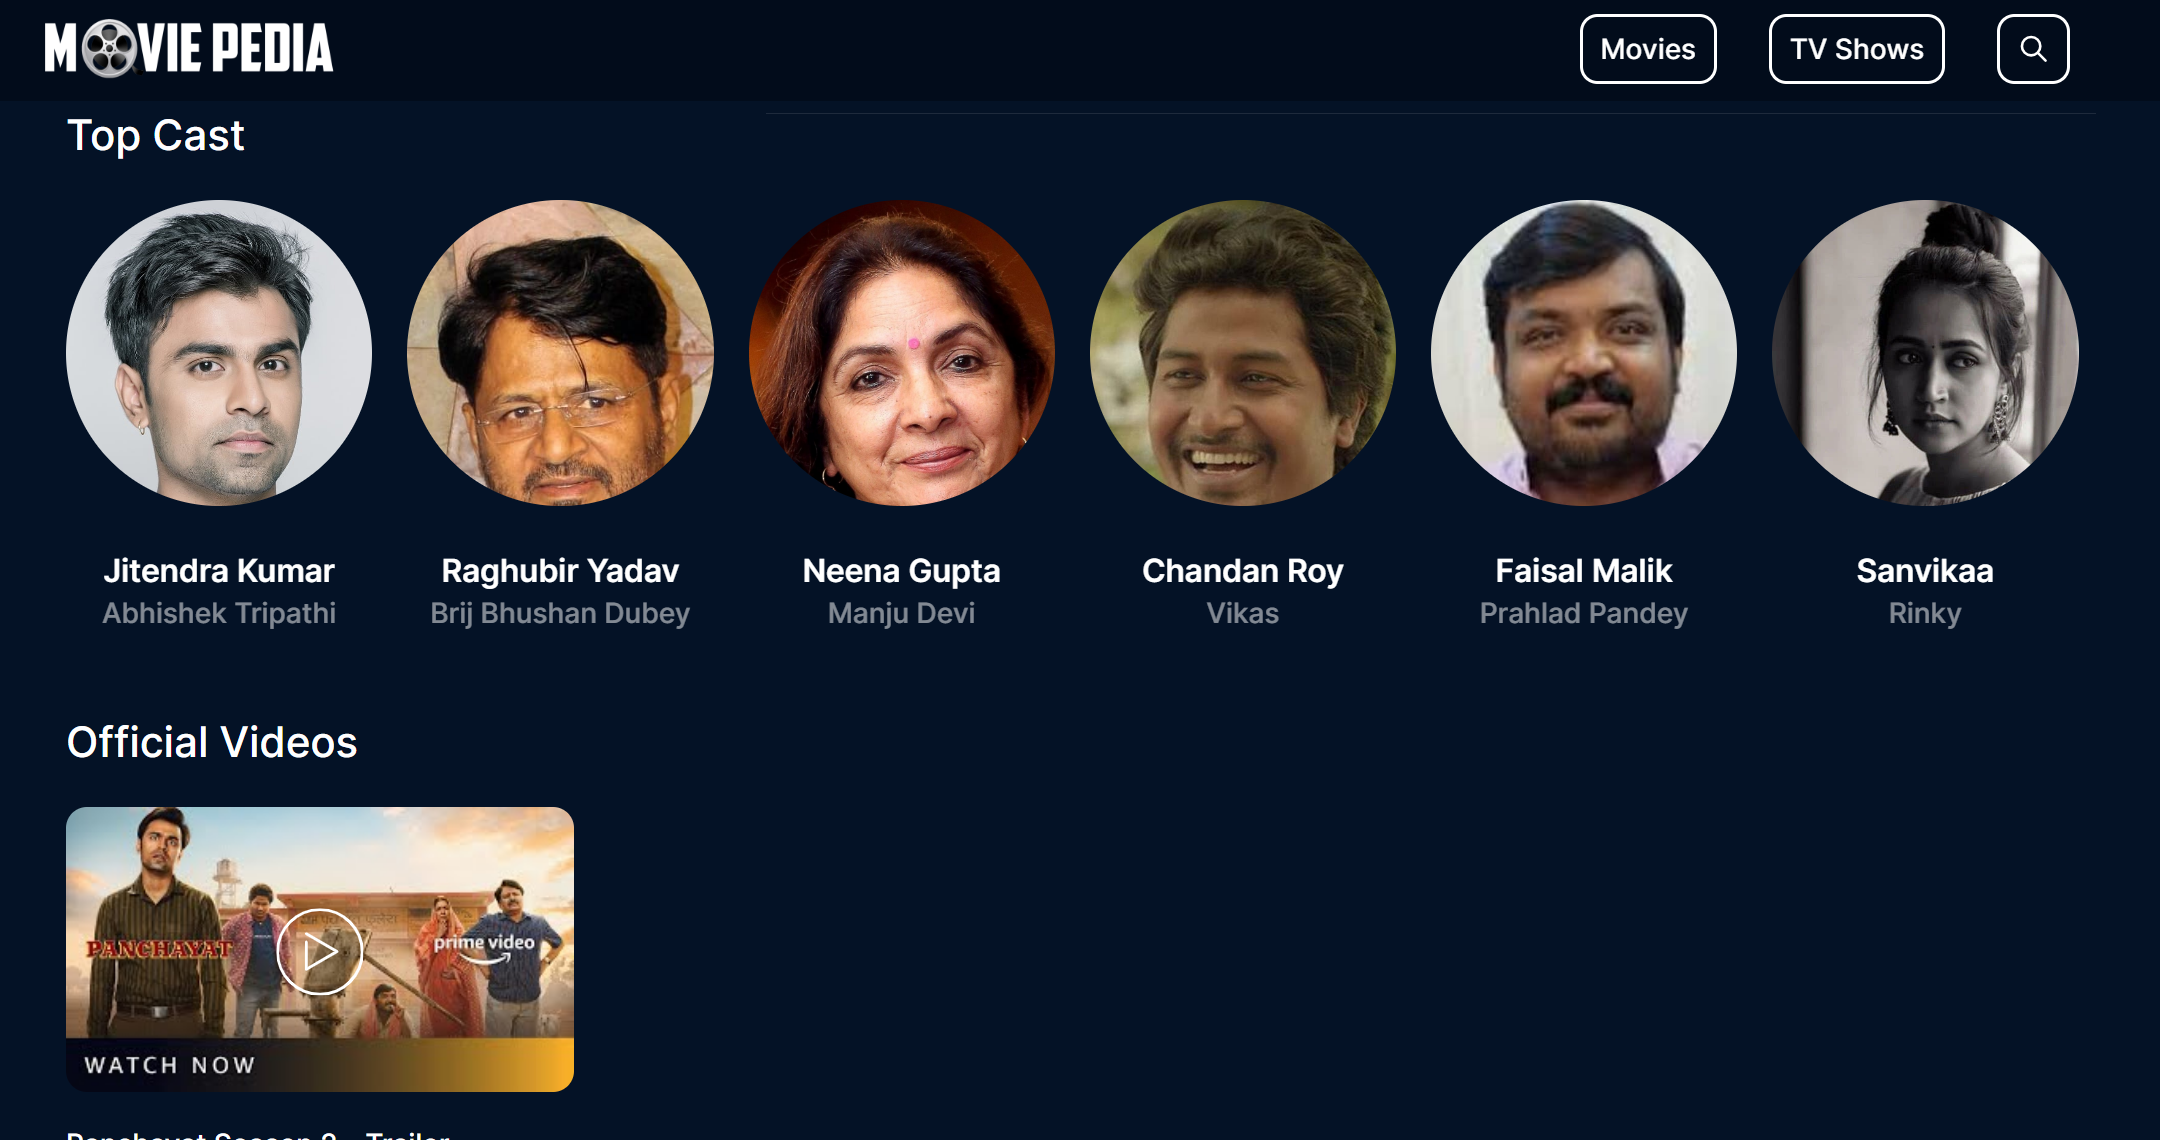 MOVIE PEDIA
Movies
TV Shows
Top Cast
Jitendra Kumar
Abhishek Tripathi
Raghubir Yadav
Brij Bhushan Dubey
Neena Gupta
Manju Devi
Chandan Roy
Vikas
Faisal Malik
Prahlad Pandey
Sanvikaa
Rinky
Official Videos
PANCHAYAT
prime video
WATCH NOW